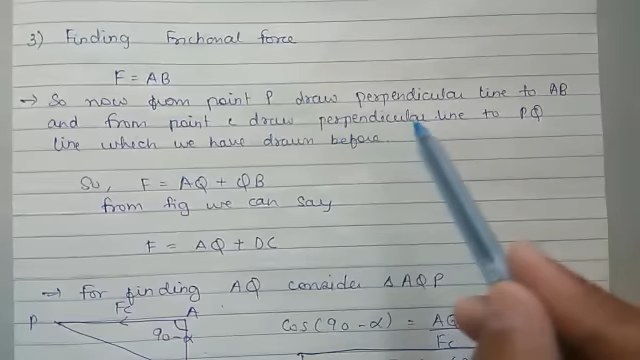 3) Finding Frictional force
F = AB
→ So now from point P draw perpendicular line to AB
and from point c draw perpendicular line to PQ
line which we have drawn before.
So, F = AQ + QB
from fig we can say
F = AQ + DC
→ For finding AQ conside △AQP
Fc A
P
90-α
Cos(90-α) = AQ
Fc